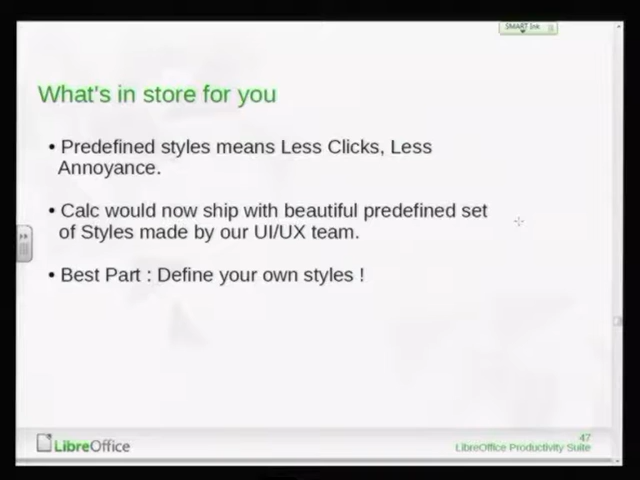 SMART Ink
What's in store for you
• Predefined styles means Less Clicks, Less
Annoyance.
• Calc would now ship with beautiful predefined set
of Styles made by our UI/UX team.
• Best Part : Define your own styles !
LibreOffice
47
LibreOffice Productivity Suite